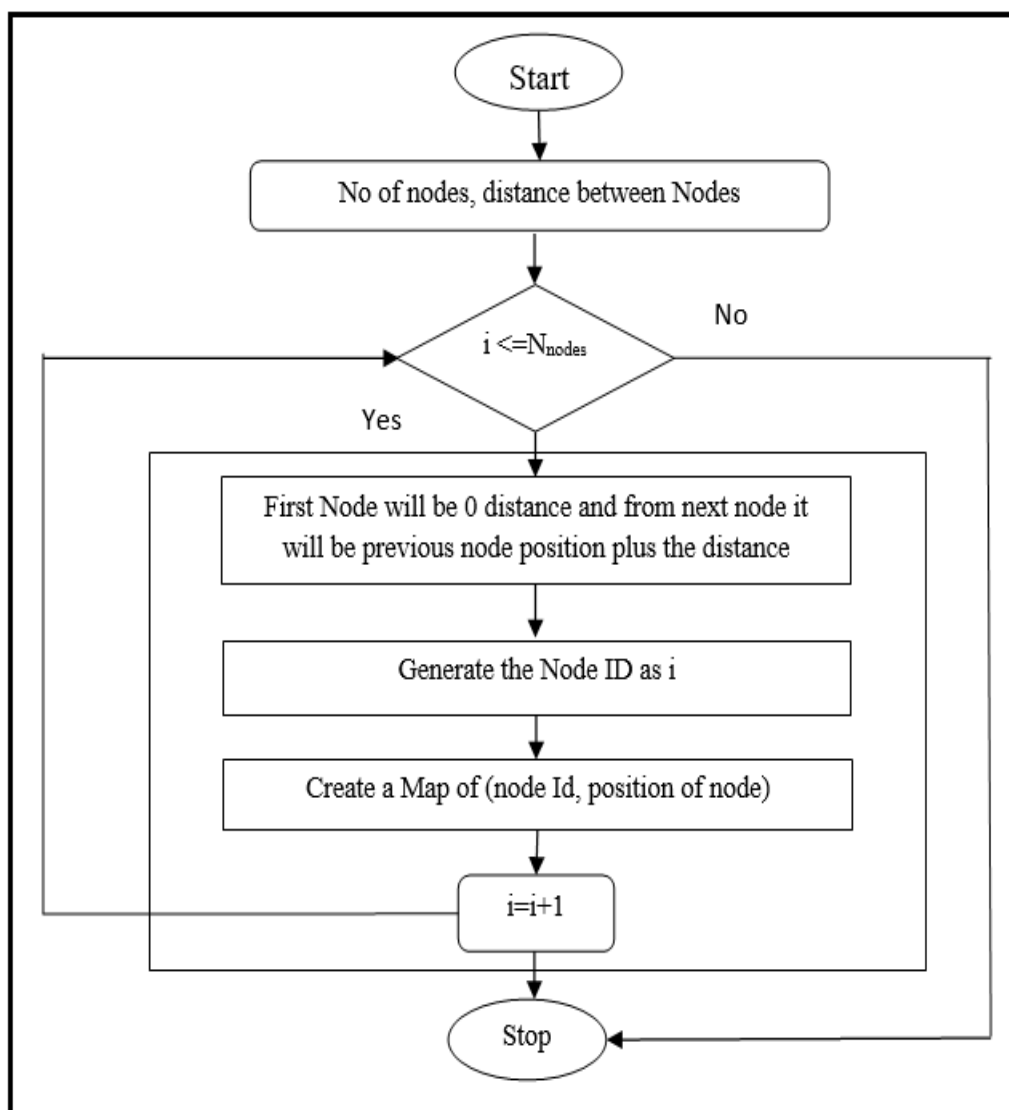 Start
No of nodes, distance between Nodes
i <=Nnodes
No
Yes
First Node will be 0 distance and from next node it
will be previous node position plus the distance
Generate the Node ID as i
Create a Map of (node Id, position of node)
i=i+1
Stop